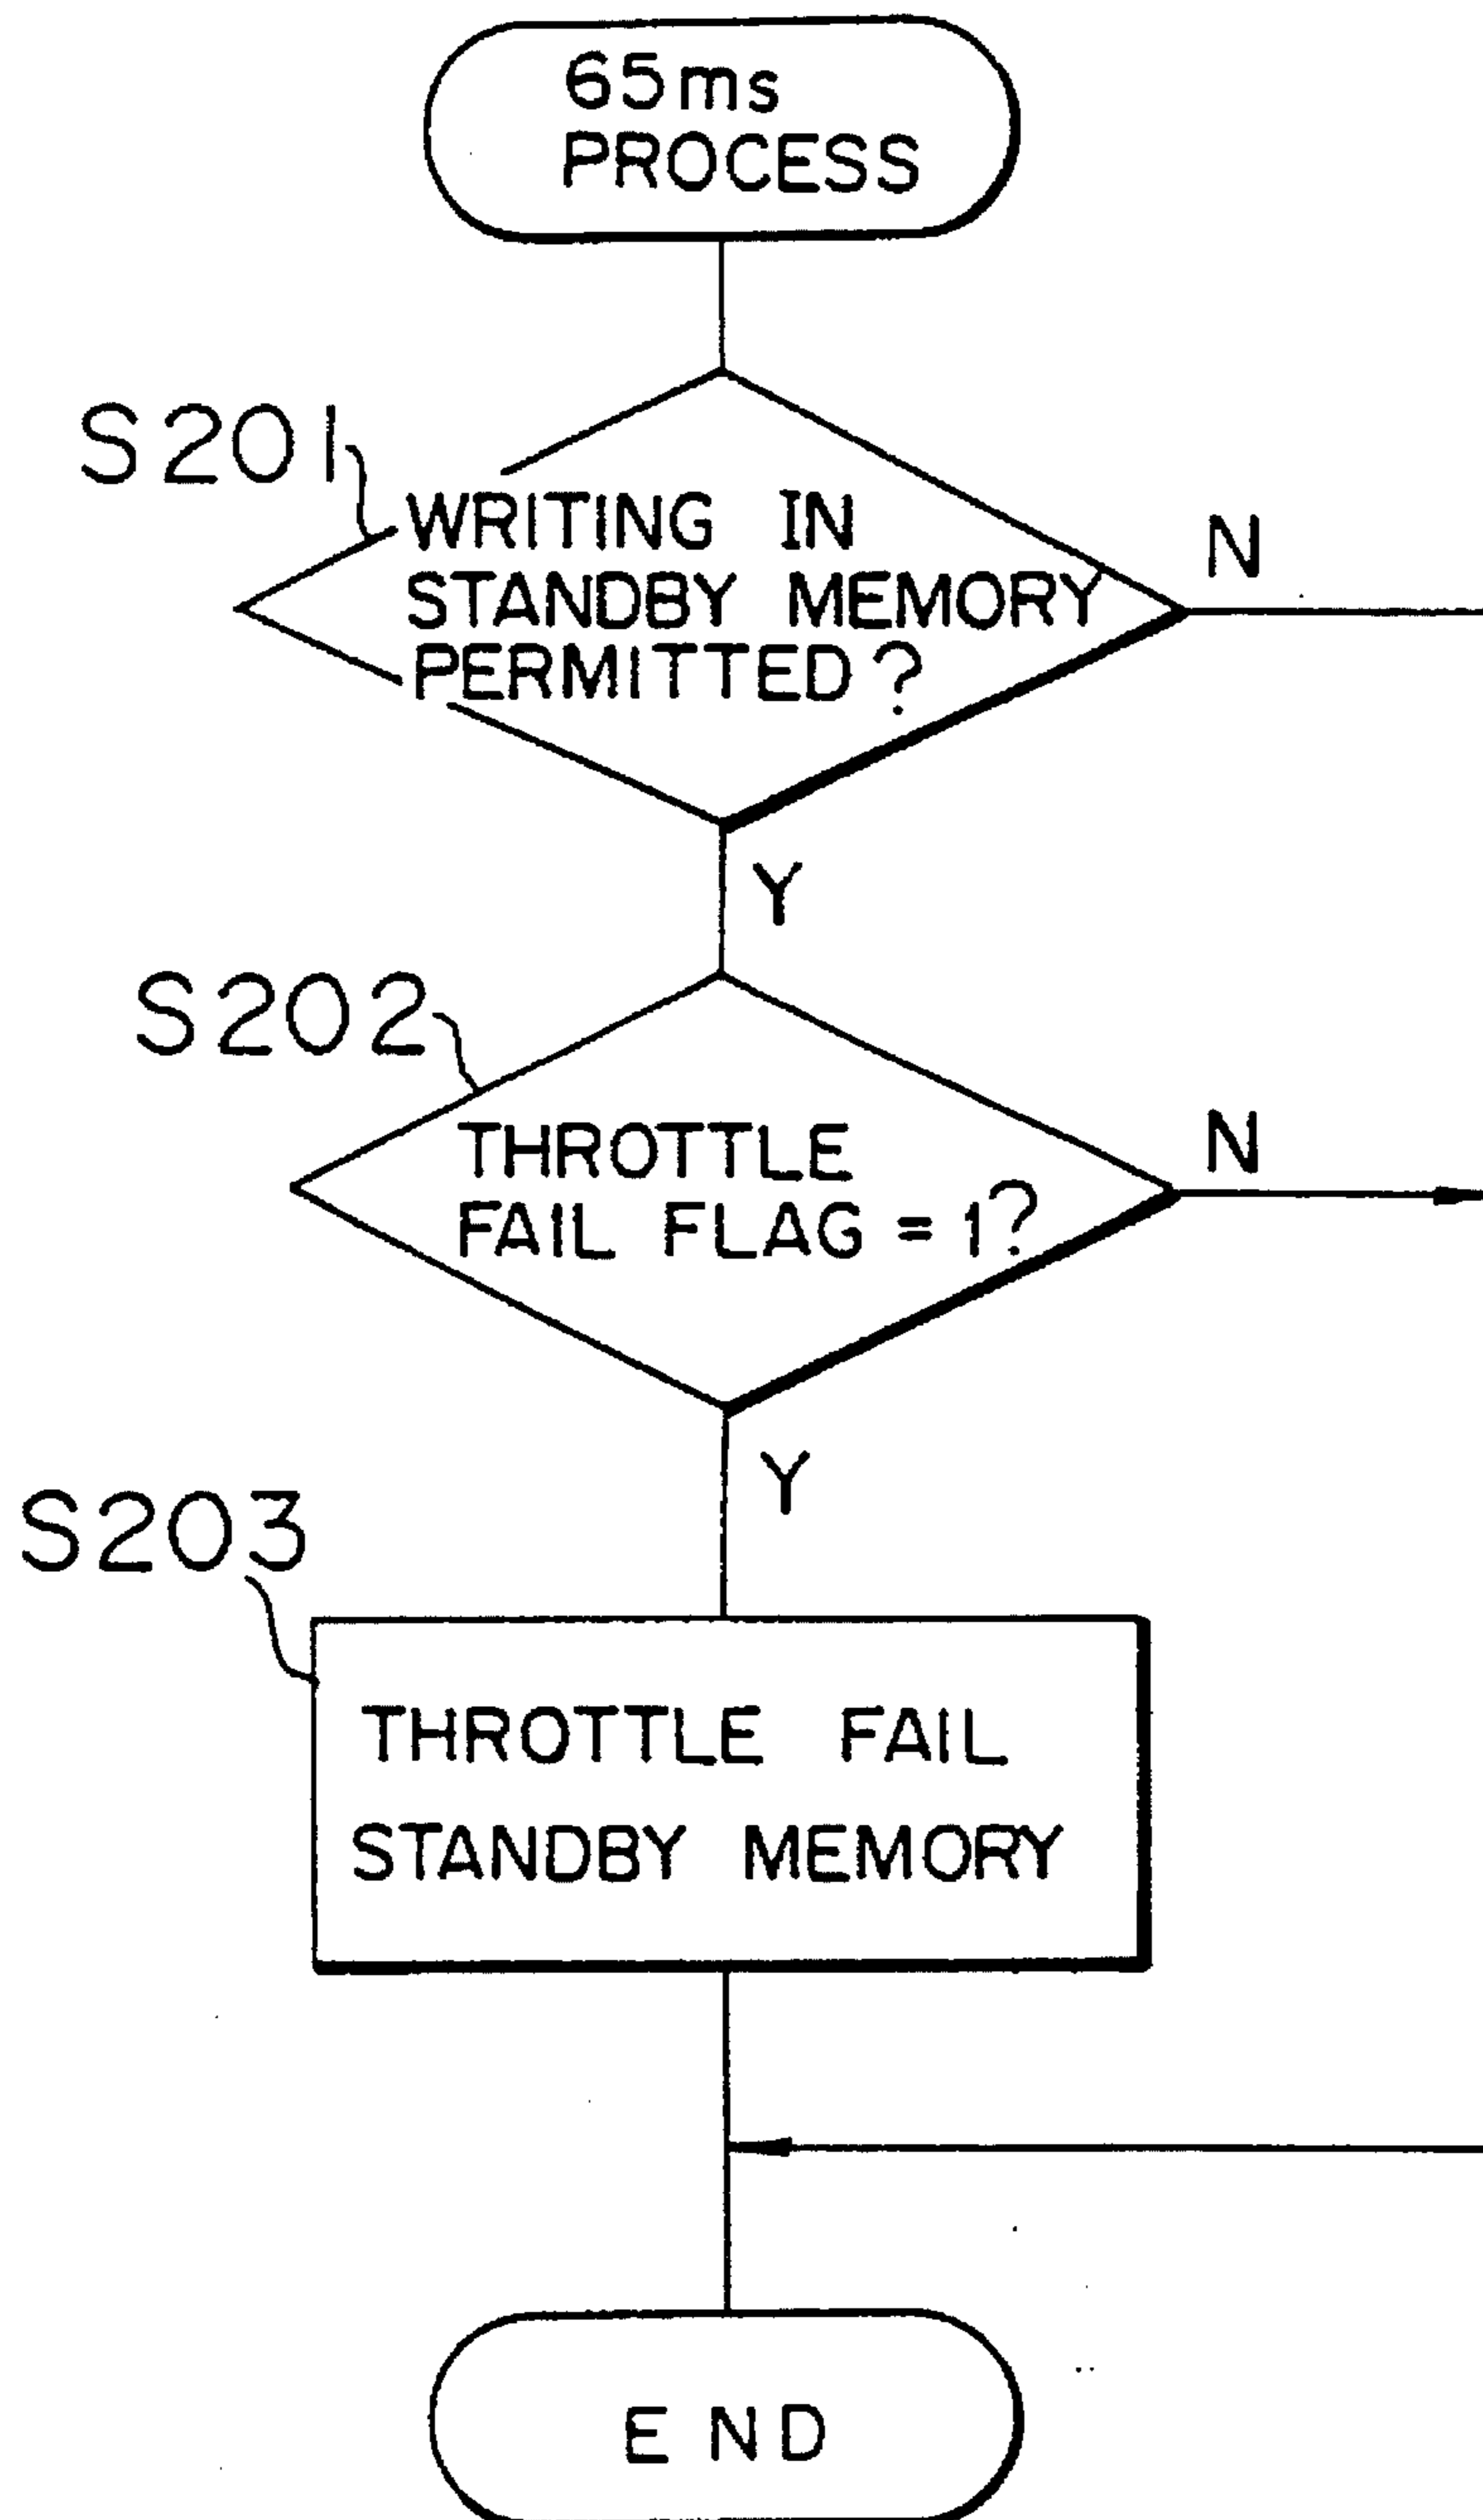 65ms
PROCESS
S201
WRITING IN
STANDBY MEMORY
PERMITTED?
N
Y
S202
THROTTLE
FAIL FLAG = 1?
N
Y
S203
THROTTLE FAIL
STANDBY MEMORY
END